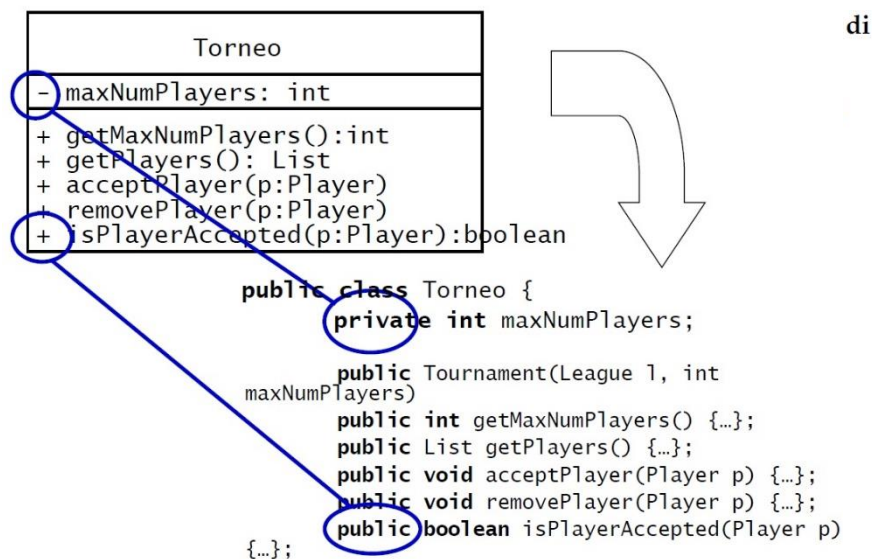 di
Torneo
- maxNumPlayers: int
+ getMaxNumPlayers():int
+ getPlayers(): List
+ acceptPlayer(p:Player)
+ removePlayer(p:Player)
+ isPlayerAccepted(p:Player):boolean
public class Torneo {
private int maxNumPlayers;
public Tournament(League l, int
maxNumPlayers)
public int getMaxNumPlayers() {…};
public List getPlayers() {…};
public void acceptPlayer(Player p) {…};
public void removePlayer(Player p) {…};
public boolean isPlayerAccepted(Player p)
{…};